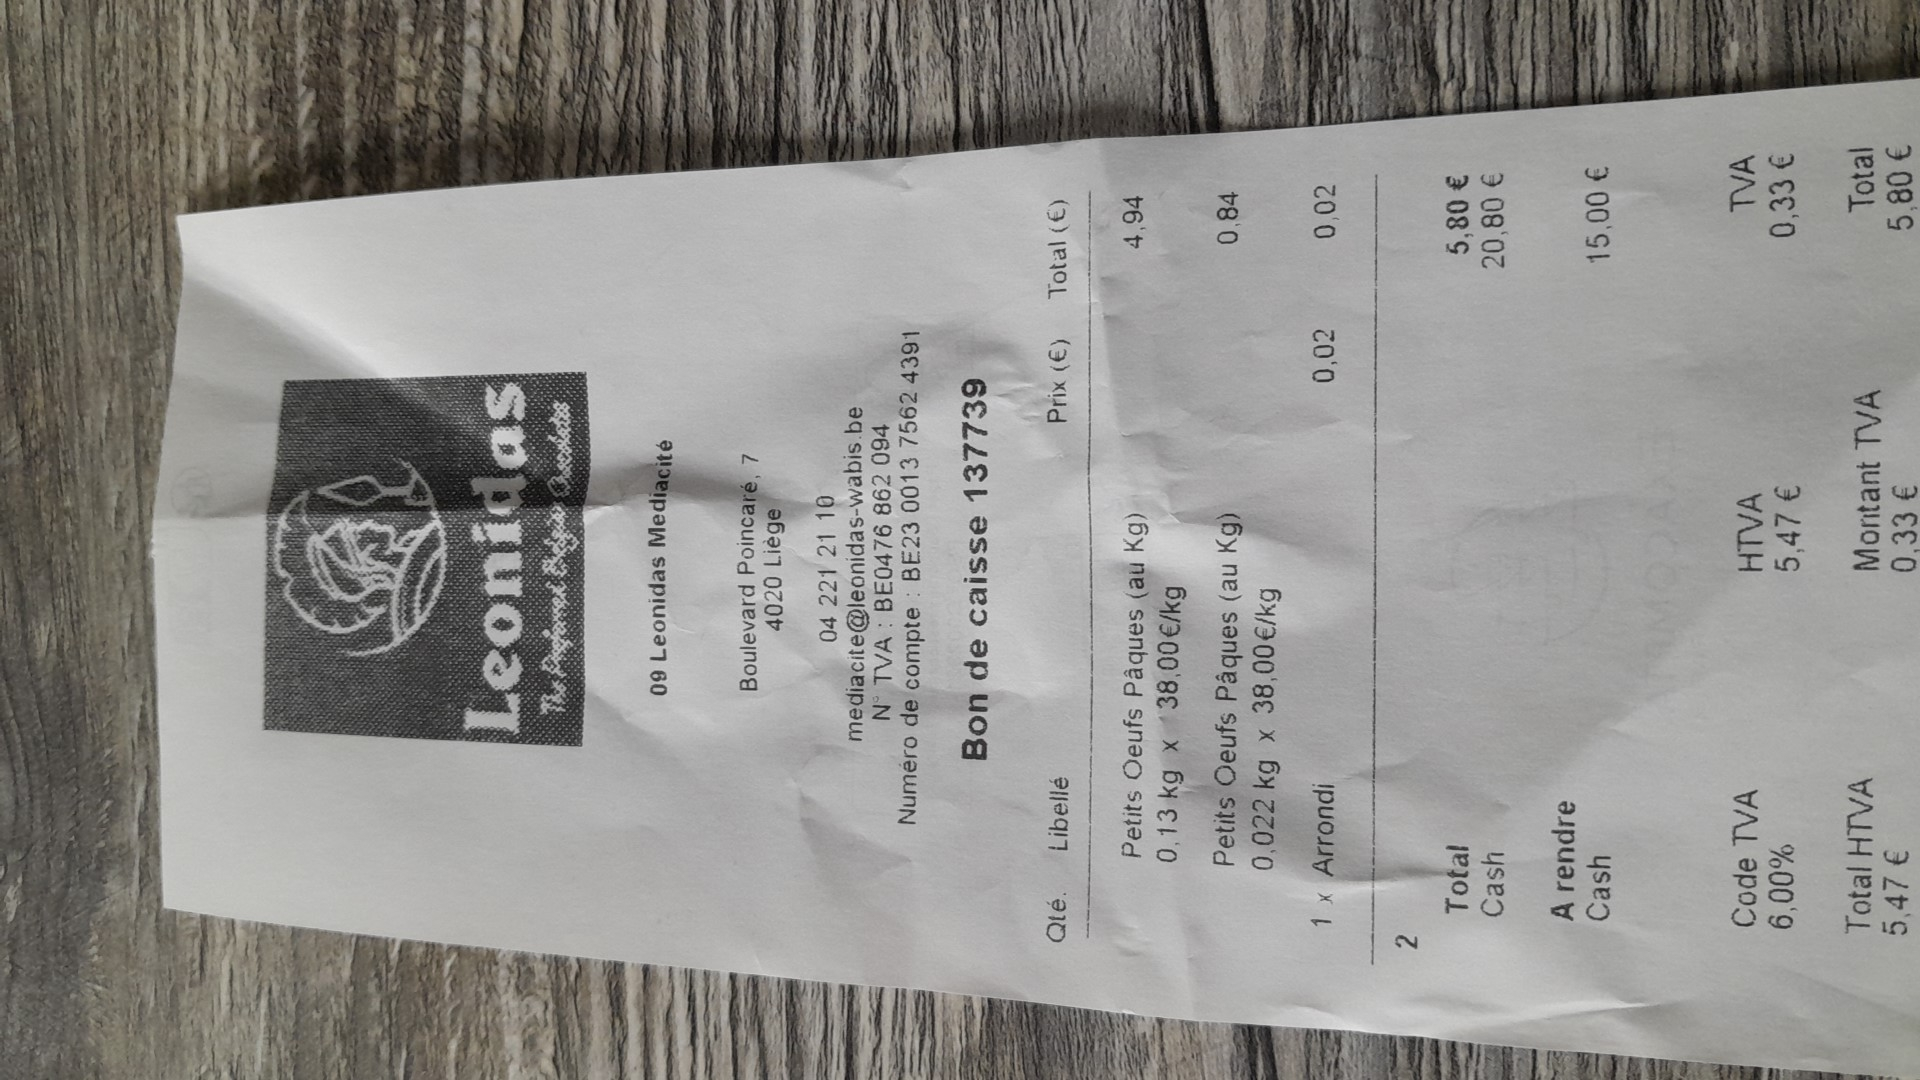 Leonidas
The Original Belgian Chocolates
09 Leonidas Mediacité
Boulevard Poincaré, 7
4020 Liège
04 221 21 10
mediacite@leonidas-wabis.be
N° TVA : BE0476 862 094
Numéro de compte : BE23 0013 7562 4391
Bon de caisse 137739
Qté. Libellé Prix (€) Total (€)
Petits Oeufs Pâques (au Kg) 4,94
0,13 kg x 38,00€/kg
Petits Oeufs Pâques (au Kg) 0,84
0,022 kg x 38,00€/kg
1 x Arrondi 0,02 0,02
2
Total 5,80 €
Cash 20,80 €
A rendre
Cash 15,00 €
Code TVA HTVA TVA
6,00% 5,47 € 0,33 €
Total HTVA Montant TVA Total
5,47 € 0,33 € 5,80 €